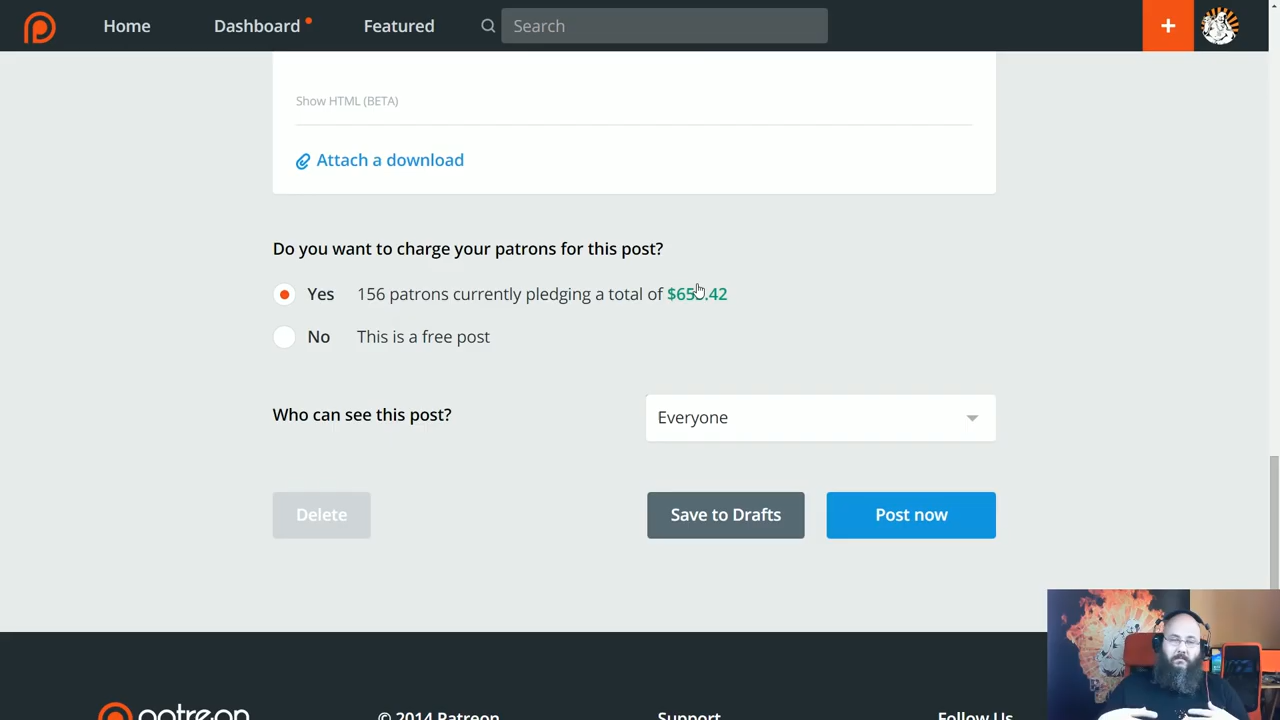 Home
Dashboard
Featured
Search
+
Show HTML (BETA)
Attach a download
Do you want to charge your patrons for this post?
Yes
156 patrons currently pledging a total of
No
This is a free post
Who can see this post?
Everyone
Delete
Save to Drafts
Post now
patreon
© 2014 Patreon
Support
Follow Us